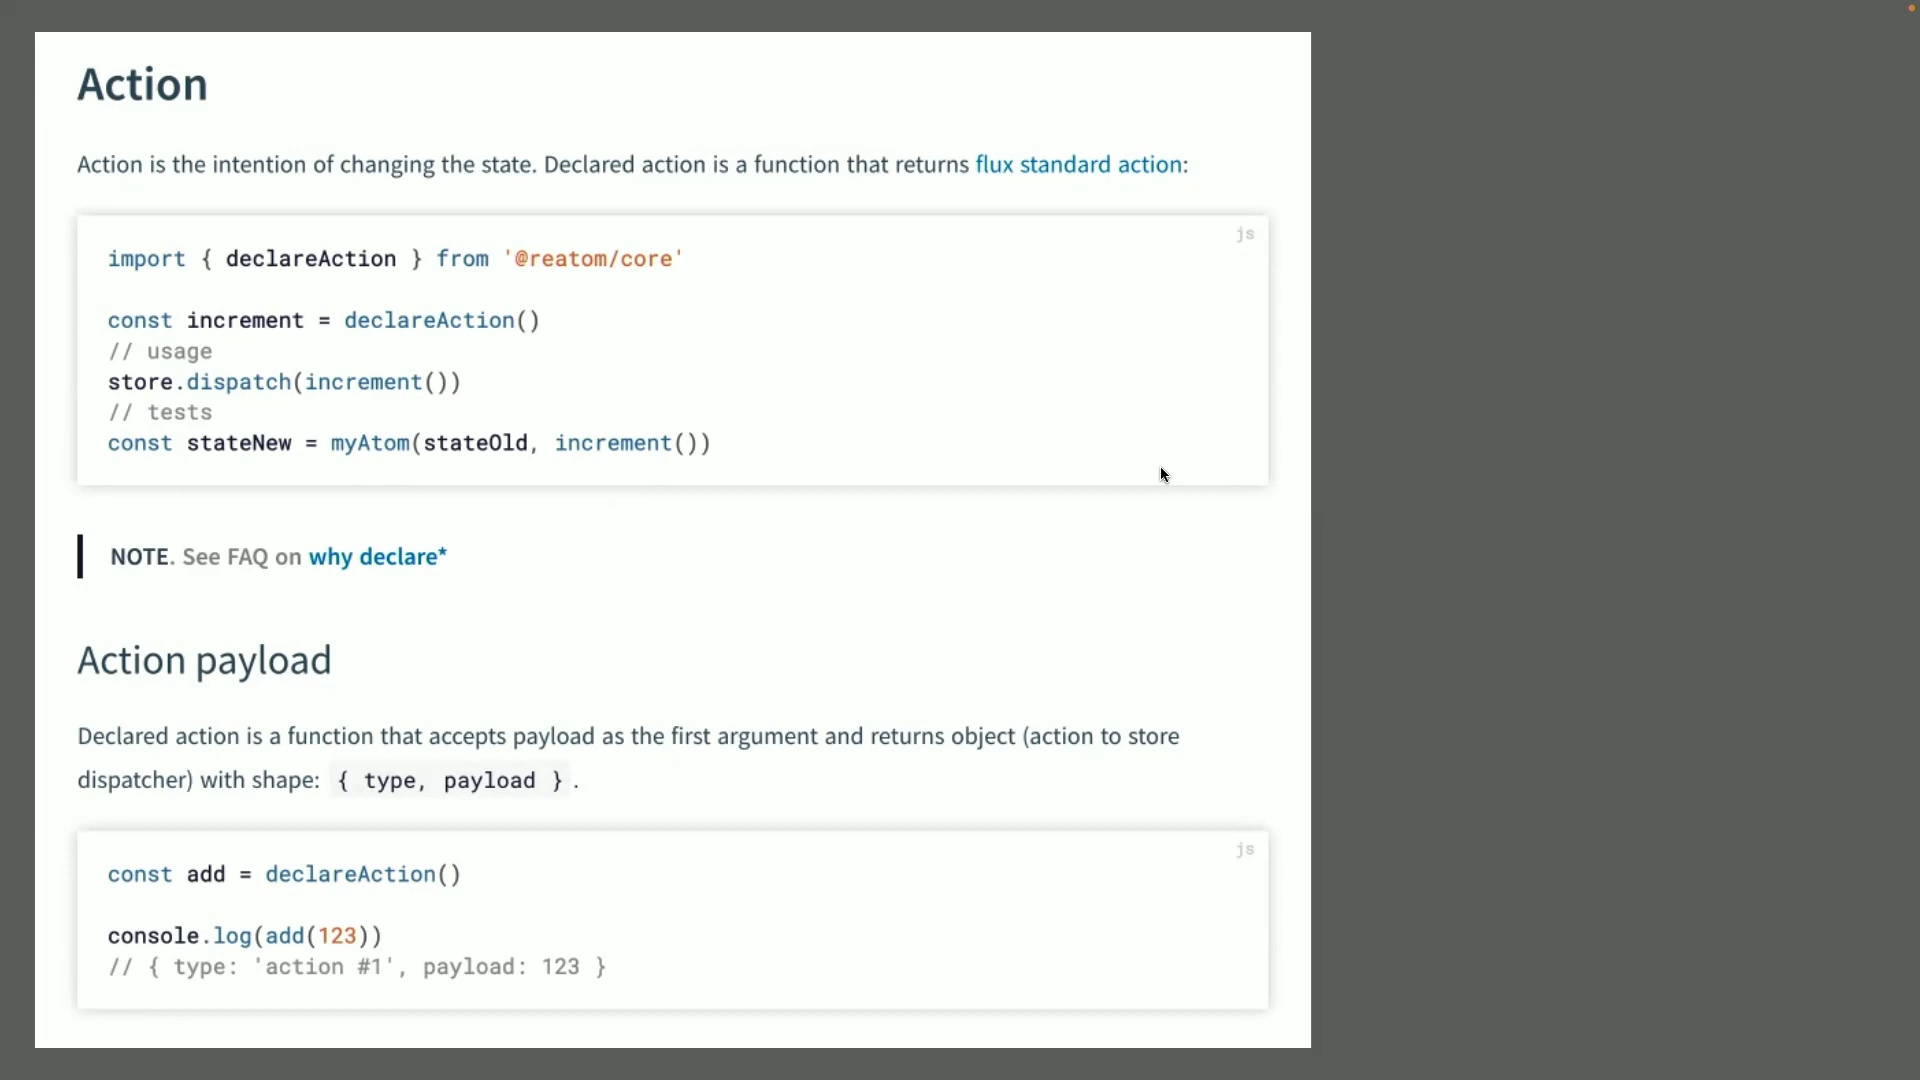 Action
Action is the intention of changing the state. Declared action is a function that returns flux standard action:
js
import { declareAction } from '@reatom/core'
const increment = declareAction()
// usage
store.dispatch(increment())
// tests
const stateNew = myAtom(stateOld, increment())
NOTE. See FAQ on why declare*
Action payload
Declared action is a function that accepts payload as the first argument and returns object (action to store
dispatcher) with shape: { type, payload } .
js
const add = declareAction()
console.log(add(123))
// { type: 'action #1', payload: 123 }